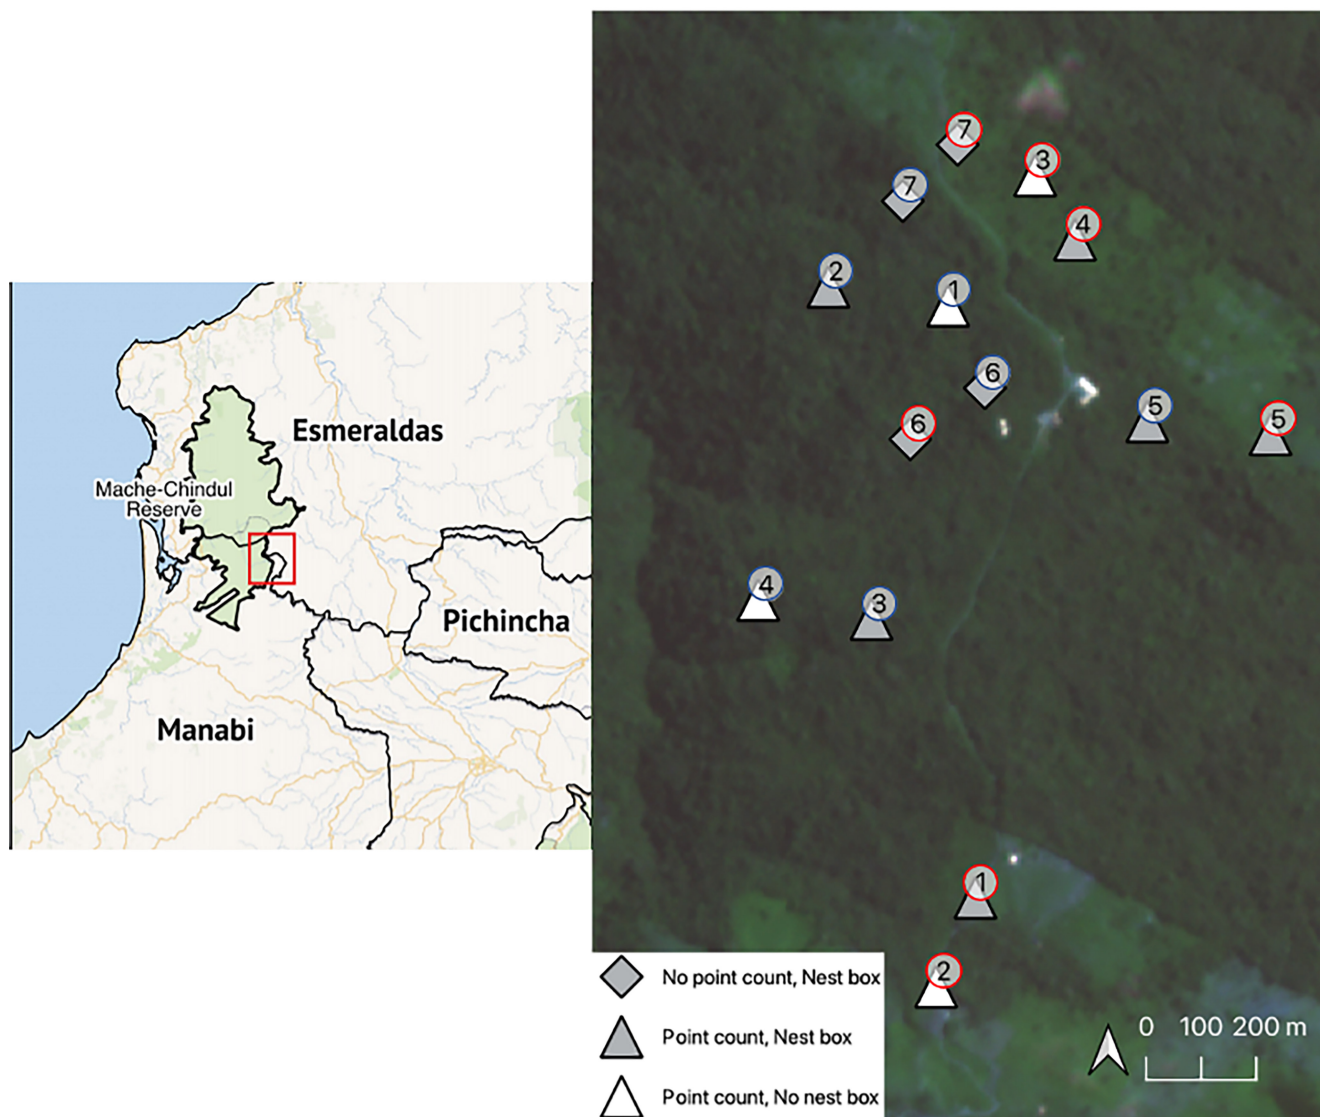 7
3
7
4
2
1
6
5
5
6
Esmeraldas
Mache-Chindul
Reserve
4
3
Pichincha
Manabi
1
2
No point count, Nest box
Point count, Nest box
Point count, No nest box
0 100 200 m